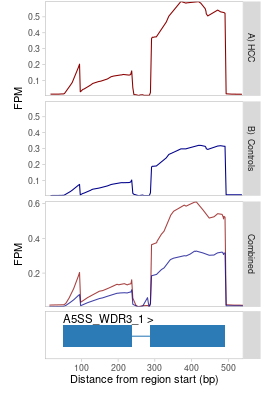 0.5
0.4
0.3
0.2
0.1
FPM
A) HCC
0.5
0.4
0.3
0.2
0.1
FPM
B) Controls
0.6
0.4
0.2
FPM
Combined
A5SS_WDR3_1 >
100 200 300 400 500
Distance from region start (bp)